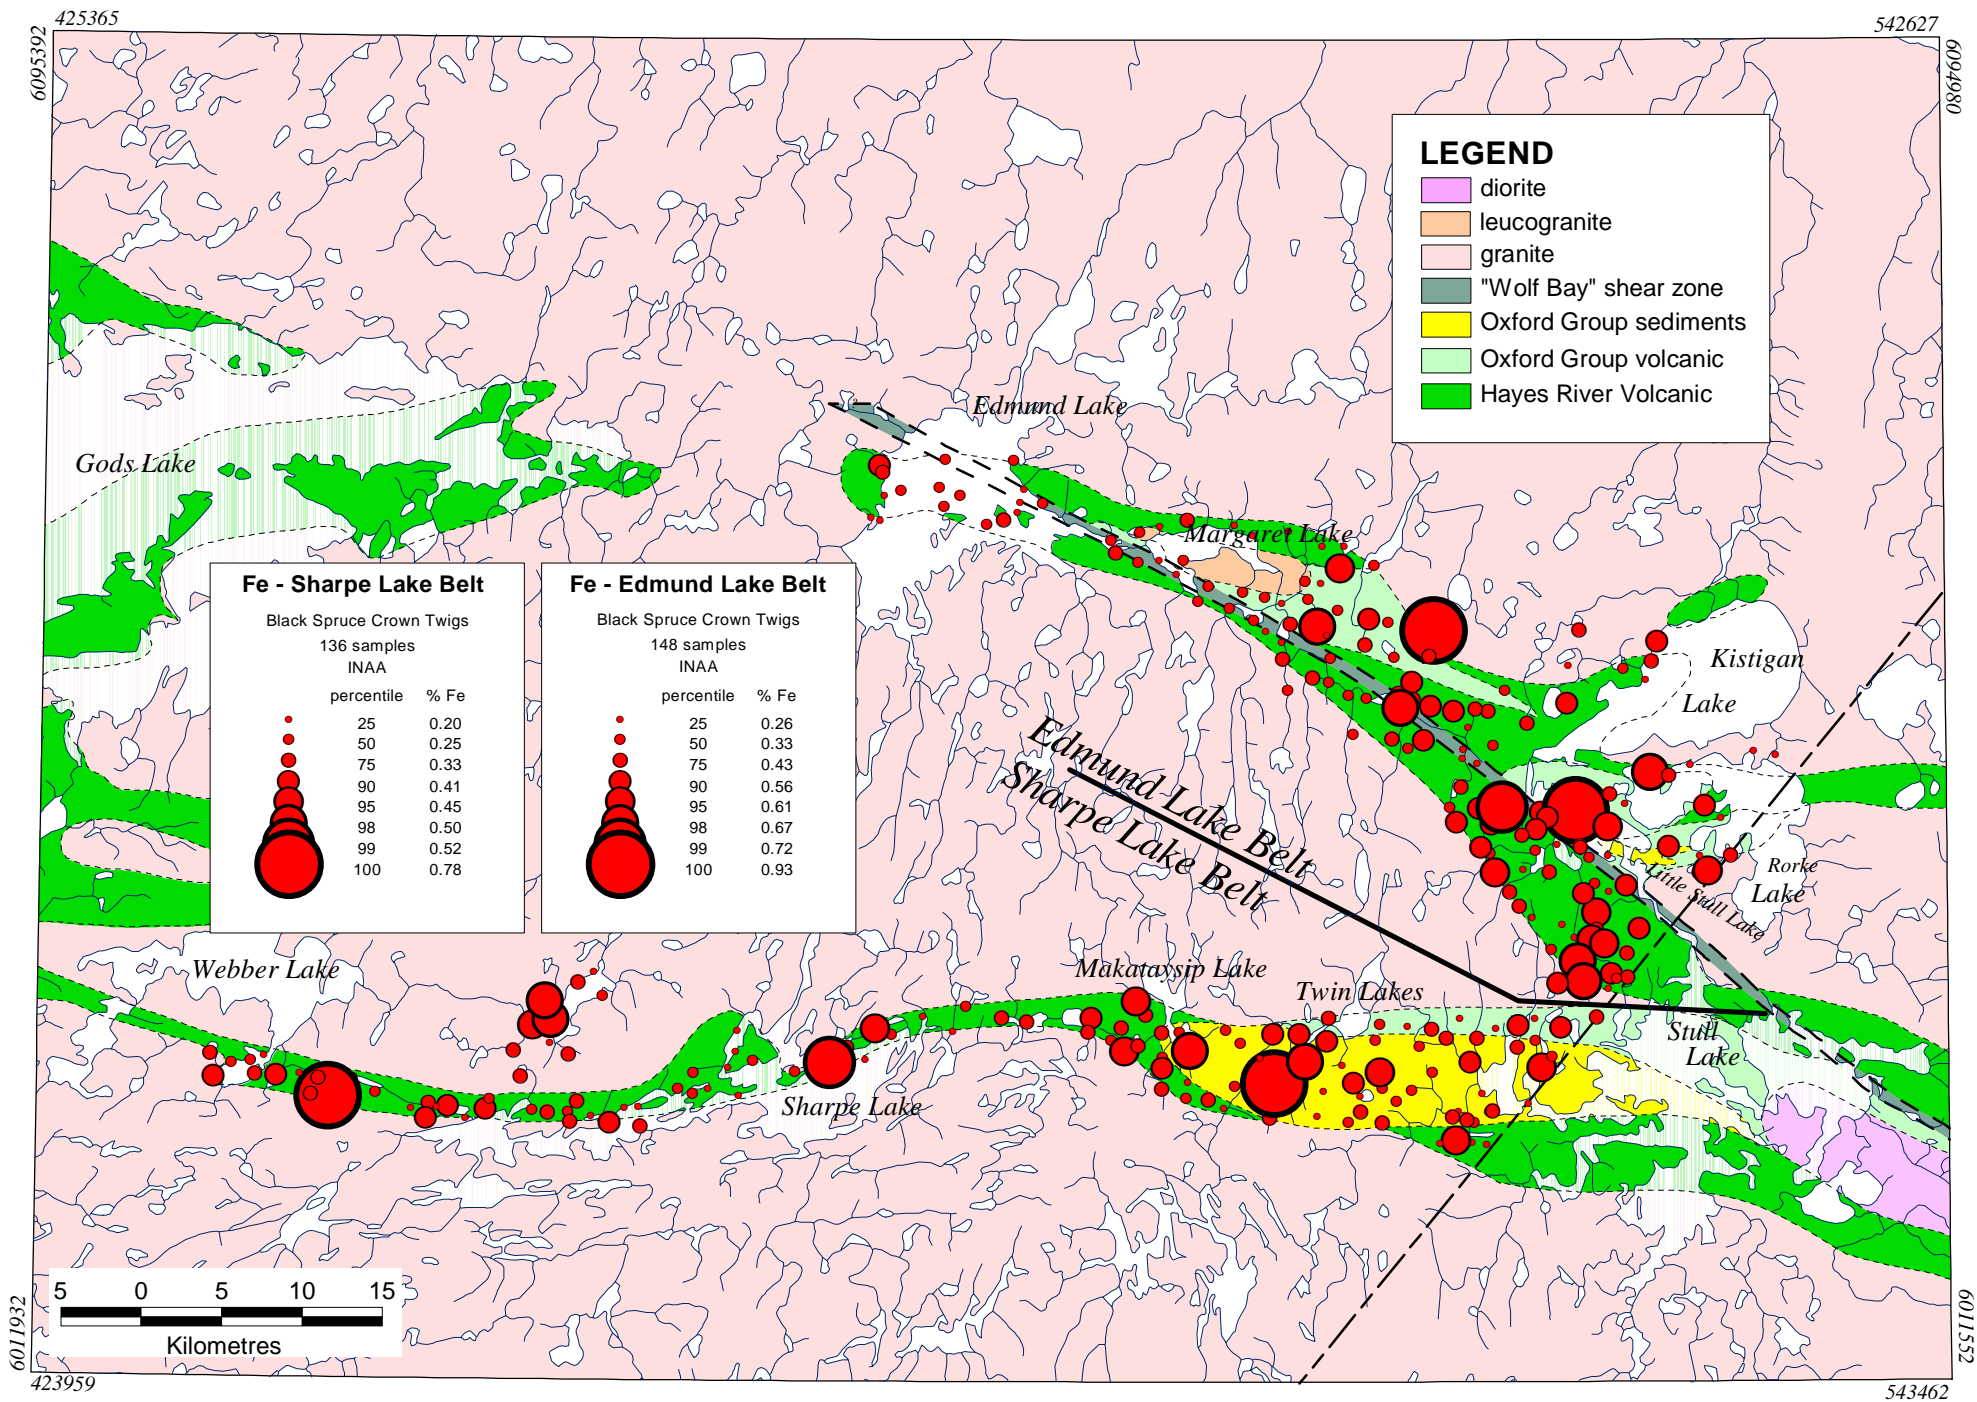 425365
542627
6095392
6094980
LEGEND
diorite
leucogranite
granite
"Wolf Bay" shear zone
Oxford Group sediments
Oxford Group volcanic
Hayes River Volcanic
Edmund Lake
Gods Lake
Margaret Lake
Fe - Sharpe Lake Belt
Black Spruce Crown Twigs
136 samples
INAA
percentile % Fe
25 0.20
50 0.25
75 0.33
90 0.41
95 0.45
98 0.50
99 0.52
100 0.78
Fe - Edmund Lake Belt
Black Spruce Crown Twigs
148 samples
INAA
percentile % Fe
25 0.26
50 0.33
75 0.43
90 0.56
95 0.61
98 0.67
99 0.72
100 0.93
Kistigan
Lake
Edmund Lake Belt
Sharpe Lake Belt
Rorke
Lake
Little Stull Lake
Webber Lake
Makataysip Lake
Twin Lakes
Stull
Lake
Sharpe Lake
5 0 5 10 15
Kilometres
6011932
6011552
423959
543462